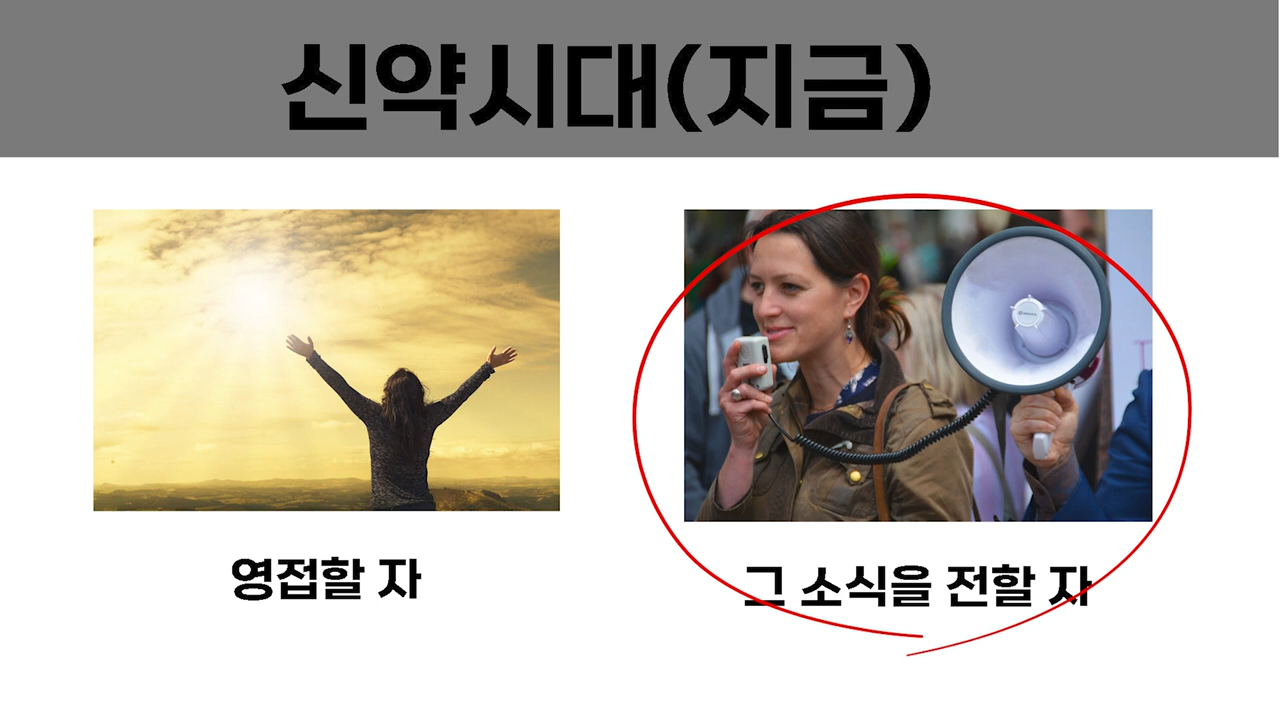 신약시대(지금)
영접할 자
그 소식을 전할 자